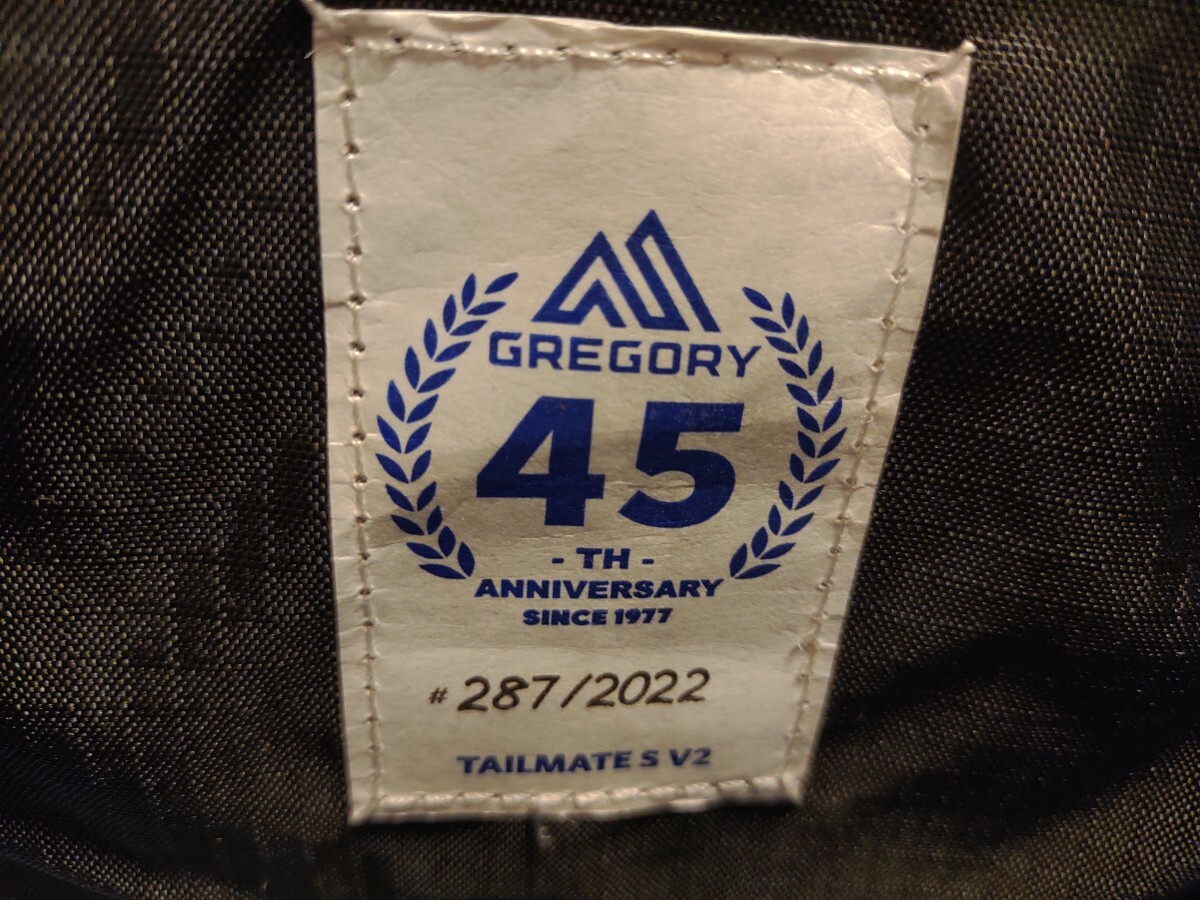 GREGORY
45
- TH -
ANNIVERSARY
SINCE 1977
# 287/2022
TAILMATE S V2